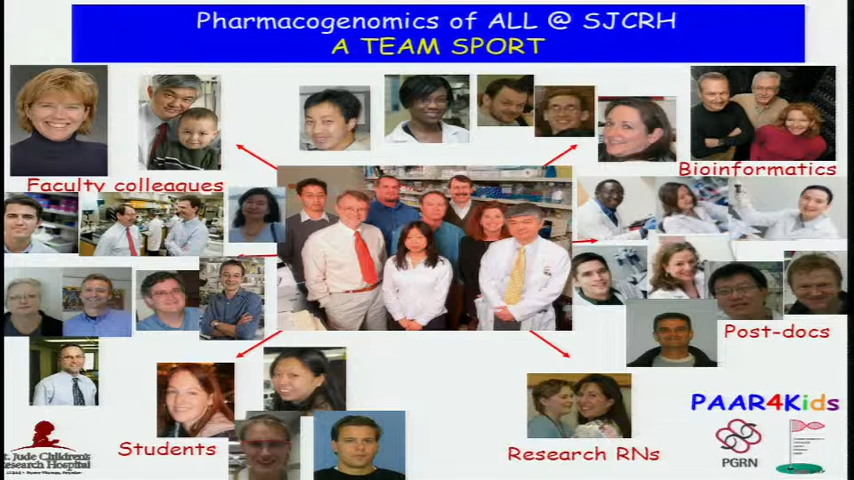 Pharmacogenomics of ALL @ SJCRH
A TEAM SPORT
Faculty colleagues
Bioinformatics
Post-docs
Students
Research RNs
PAAR4Kids
PGRN
St. Jude Children's
Research Hospital